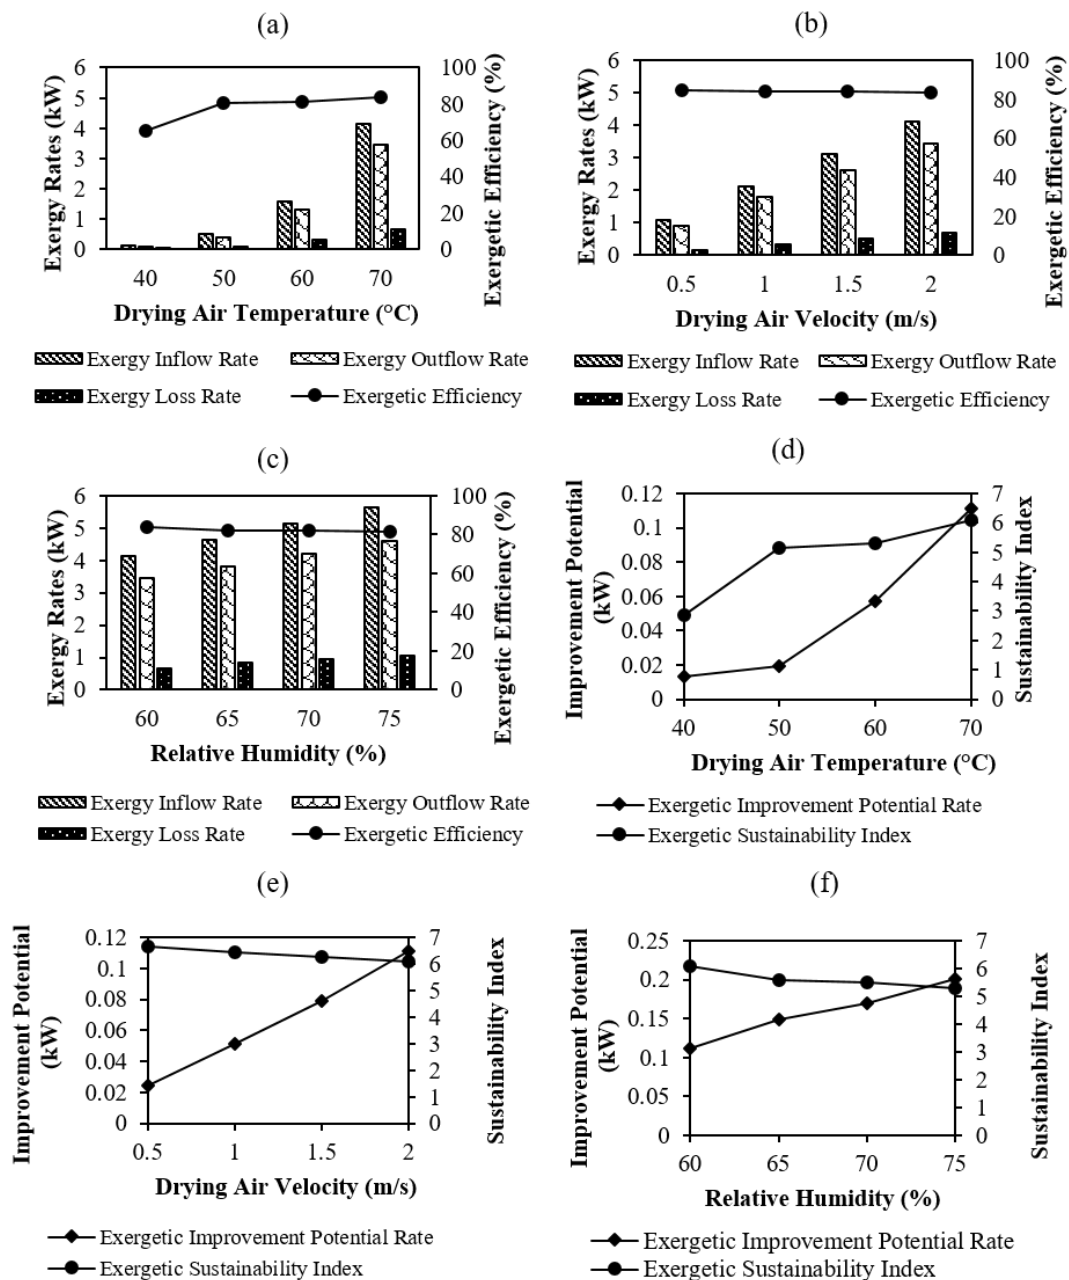 (a)
Exergy Rates (kW)
6
5
4
3
2
1
0
100
80
60
40
20
0
Exergetic Efficiency (%)
40 50 60 70
Drying Air Temperature (°C)
Exergy Inflow Rate Exergy Outflow Rate
Exergy Loss Rate Exergetic Efficiency
(b)
Exergy Rates (kW)
6
5
4
3
2
1
0
100
80
60
40
20
0
Exergetic Efficiency (%)
0.5 1 1.5 2
Drying Air Velocity (m/s)
Exergy Inflow Rate Exergy Outflow Rate
Exergy Loss Rate Exergetic Efficiency
(c)
Exergy Rates (kW)
6
5
4
3
2
1
0
100
80
60
40
20
0
Exergetic Efficiency (%)
60 65 70 75
Relative Humidity (%)
Exergy Inflow Rate Exergy Outflow Rate
Exergy Loss Rate Exergetic Efficiency
(d)
Improvement Potential
(kW)
0.12
0.1
0.08
0.06
0.04
0.02
0
7
6
5
4
3
2
1
0
Sustainability Index
40 50 60 70
Drying Air Temperature (°C)
Exergetic Improvement Potential Rate
Exergetic Sustainability Index
(e)
Improvement Potential
(kW)
0.12
0.1
0.08
0.06
0.04
0.02
0
7
6
5
4
3
2
1
0
Sustainability Index
0.5 1 1.5 2
Drying Air Velocity (m/s)
Exergetic Improvement Potential Rate
Exergetic Sustainability Index
(f)
Improvement Potential
(kW)
0.25
0.2
0.15
0.1
0.05
0
7
6
5
4
3
2
1
0
Sustainability Index
60 65 70 75
Relative Humidity (%)
Exergetic Improvement Potential Rate
Exergetic Sustainability Index